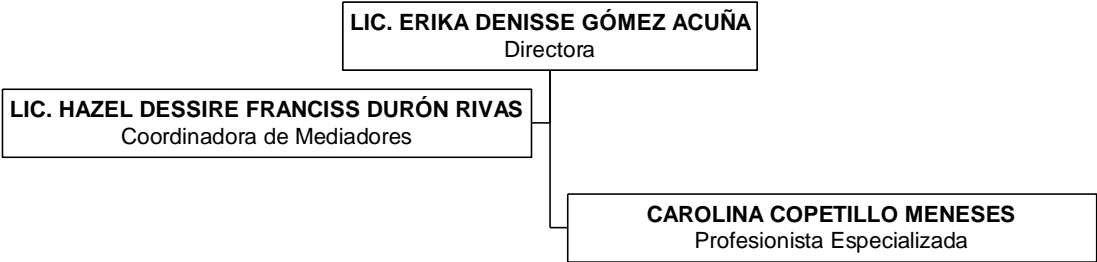 LIC. ERIKA DENISSE GÓMEZ ACUÑA
Directora
LIC. HAZEL DESSIRE FRANCISS DURÓN RIVAS
Coordinadora de Mediadores
CAROLINA COPETILLO MENESES
Profesionista Especializada